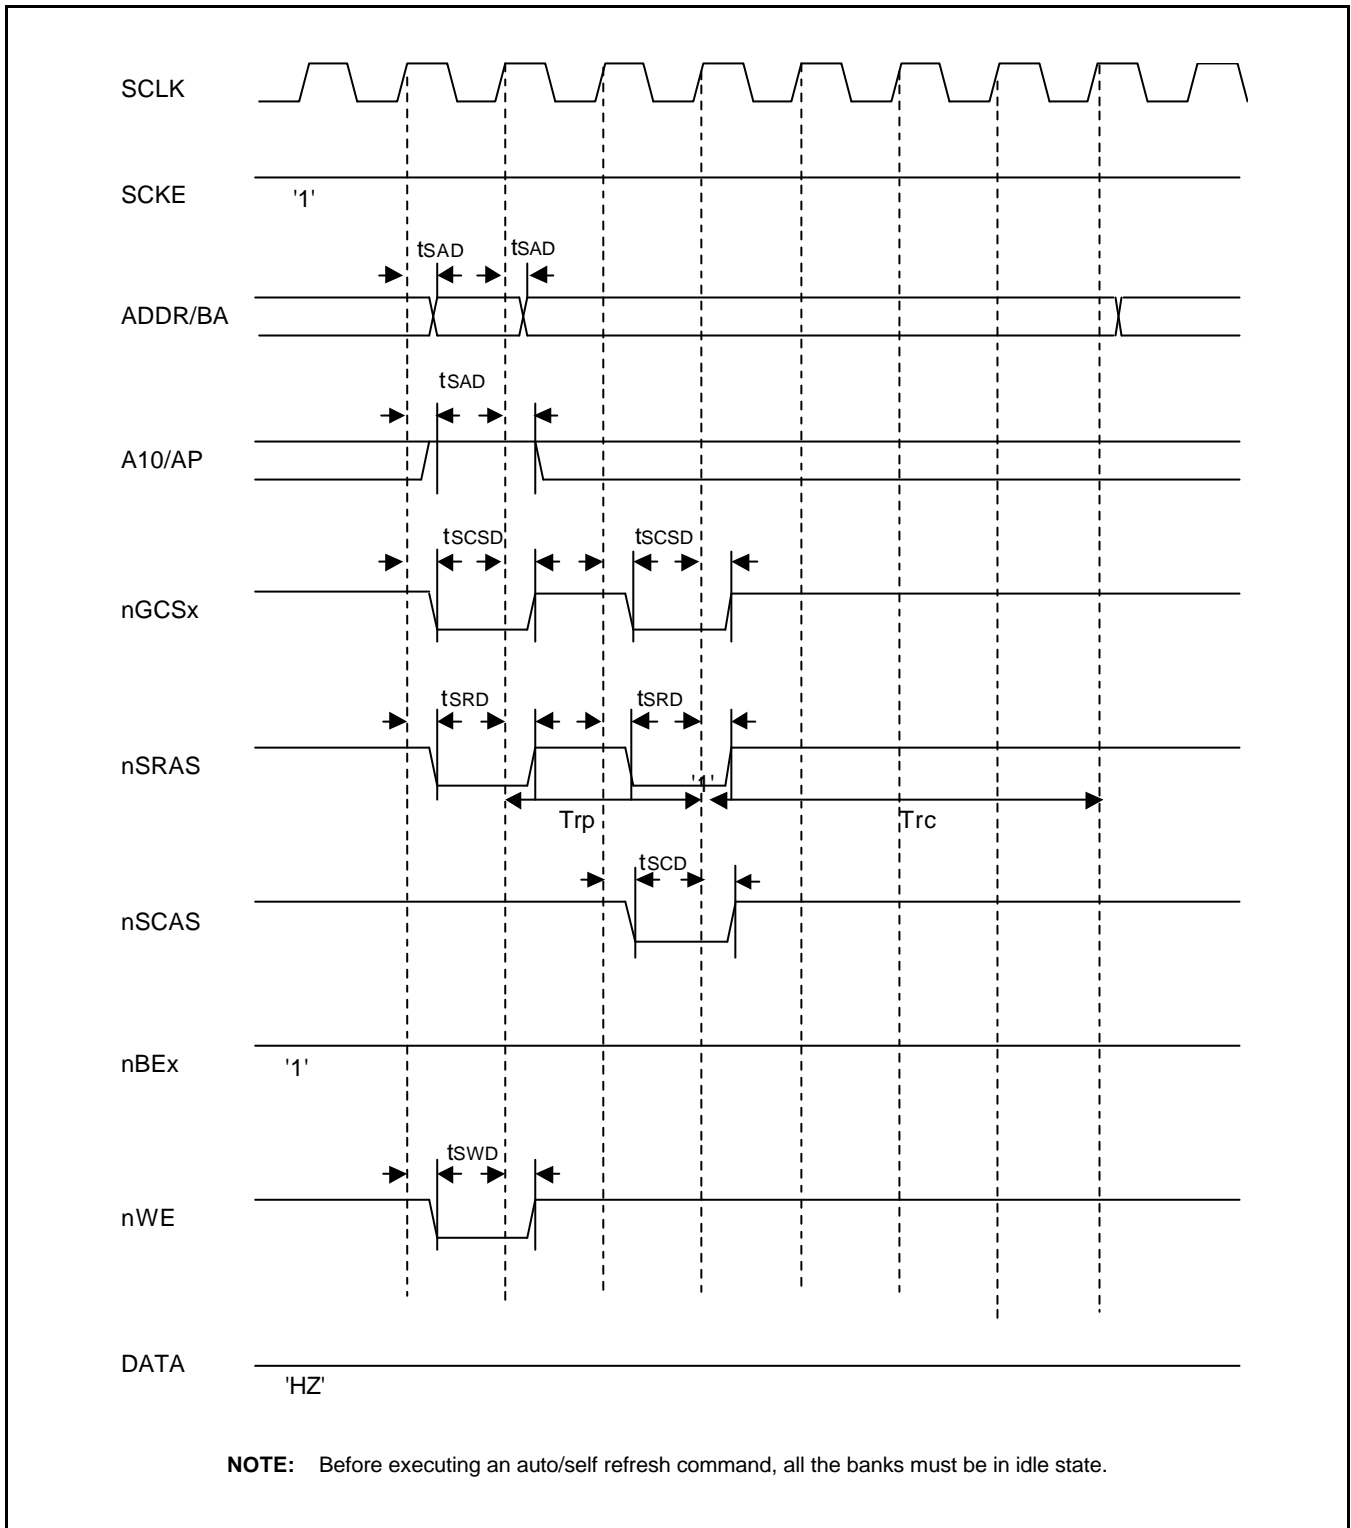 SCLK
SCKE
'1'
tSAD
tSAD
ADDR/BA
tSAD
A10/AP
tSCSD
tSCSD
nGCSx
tSRD
tSRD
nSRAS
'1'
Trp
Trc
tSCD
nSCAS
nBEx
'1'
tSWD
nWE
DATA
'HZ'
NOTE: Before executing an auto/self refresh command, all the banks must be in idle state.